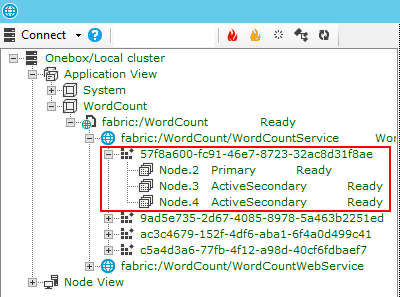 Connect
Onebox/Local cluster
Application View
System
WordCount
fabric:/WordCount Ready
fabric:/WordCount/WordCountService Wor
57f8a600-fc91-46e7-8723-32ac8d31f8ae
Node.2 Primary Ready
Node.3 ActiveSecondary Ready
Node.4 ActiveSecondary Ready
9ad5e735-2d67-4085-8978-5a463b2251ed
ac3c4679-152f-4df6-aba1-6f4a0d499c41
c5a4d3a6-77fb-4f12-a98d-40cf6fdbaef7
fabric:/WordCount/WordCountWebService
Node View